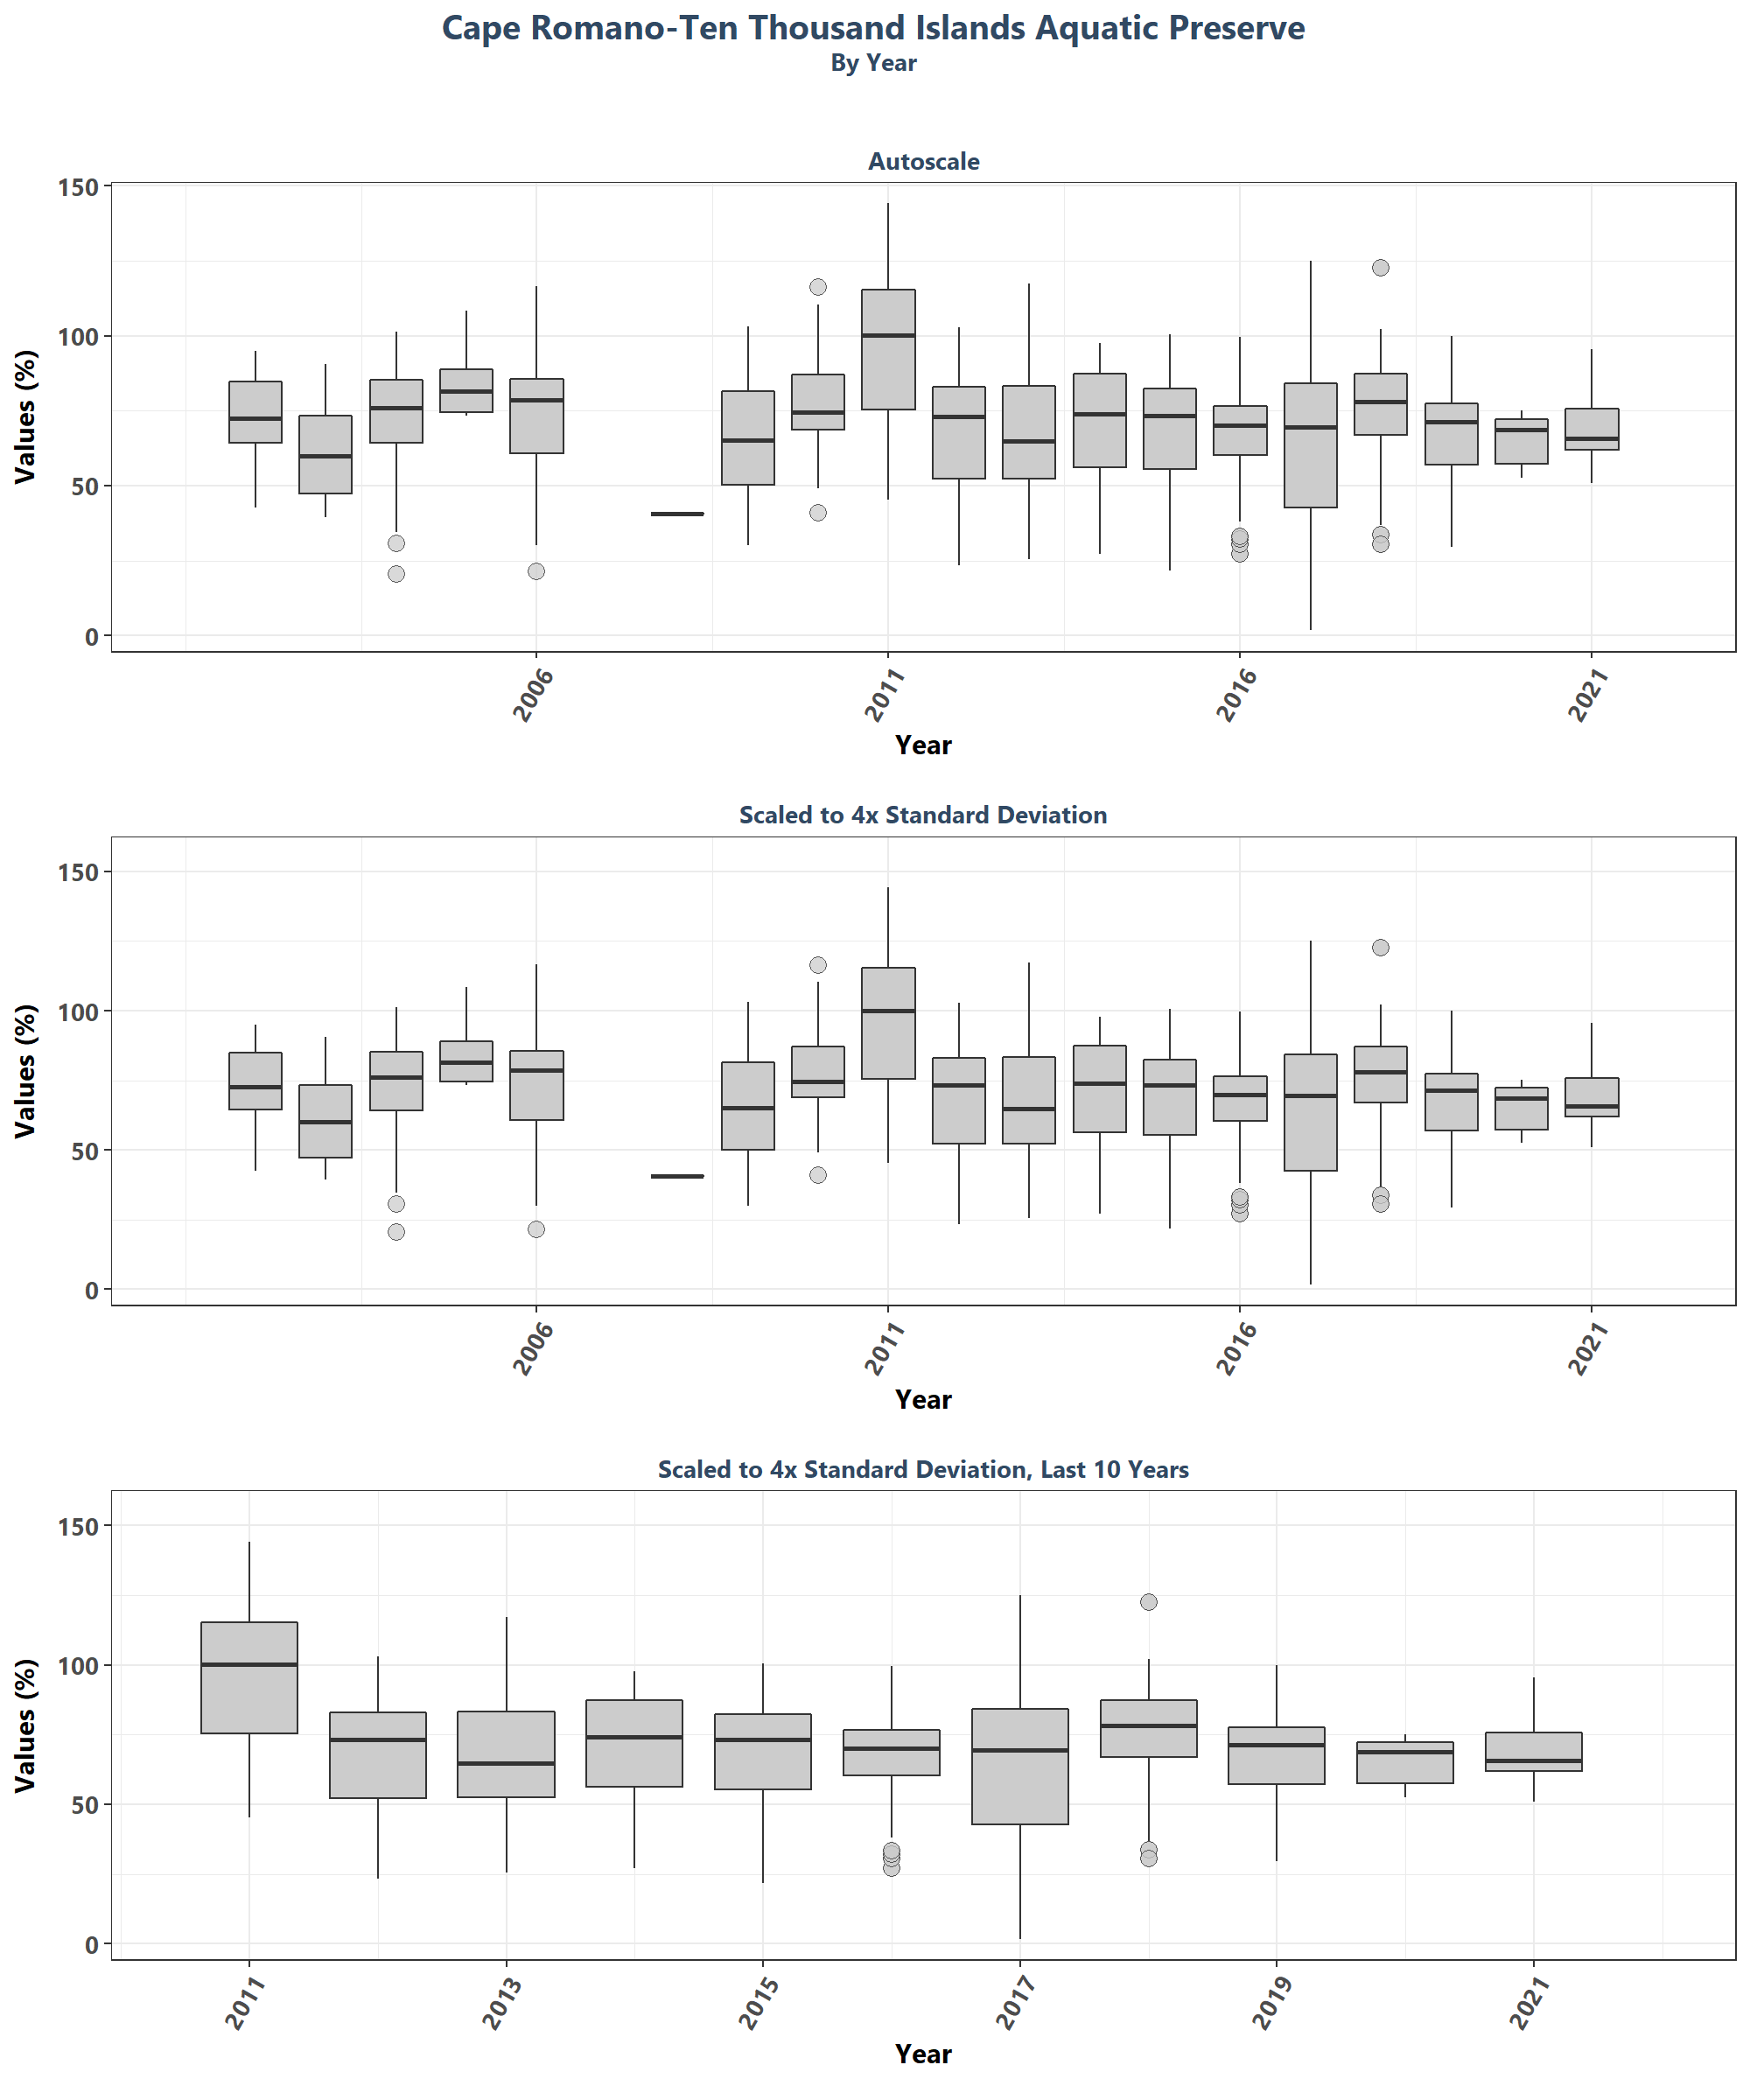 Cape Romano-Ten Thousand Islands Aquatic Preserve
By Year
Autoscale
Values (%)
150
100
50
0
2006
2011
2016
2021
Year
Scaled to 4x Standard Deviation
Values (%)
150
100
50
0
2006
2011
2016
2021
Year
Scaled to 4x Standard Deviation, Last 10 Years
Values (%)
150
100
50
0
2011
2013
2015
2017
2019
2021
Year